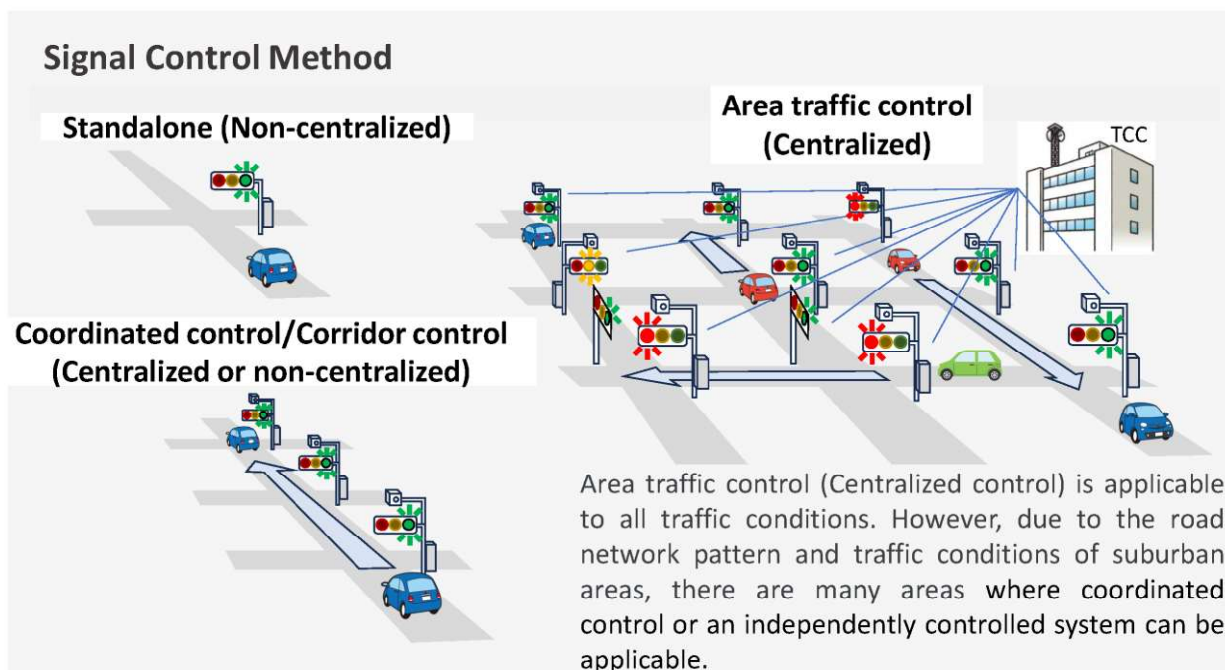 Signal Control Method
Standalone (Non-centralized)
Area traffic control
(Centralized)
TCC
Coordinated control/Corridor control
(Centralized or non-centralized)
Area traffic control (Centralized control) is applicable
to all traffic conditions. However, due to the road
network pattern and traffic conditions of suburban
areas, there are many areas where coordinated
control or an independently controlled system can be
applicable.